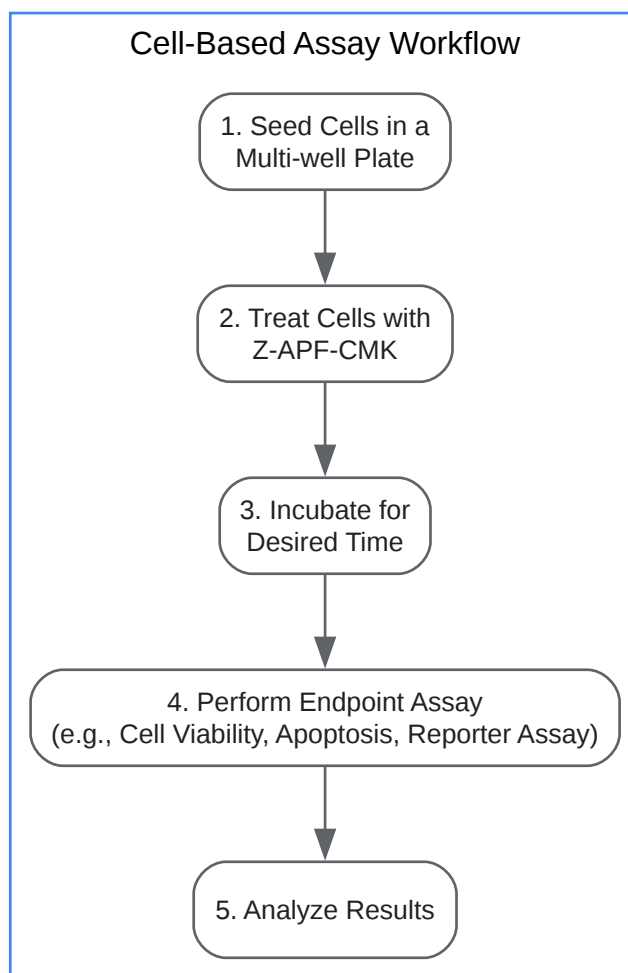 Cell-Based Assay Workflow
1. Seed Cells in a
Multi-well Plate
2. Treat Cells with
Z-APF-CMK
3. Incubate for
Desired Time
4. Perform Endpoint Assay
(e.g., Cell Viability, Apoptosis, Reporter Assay)
5. Analyze Results